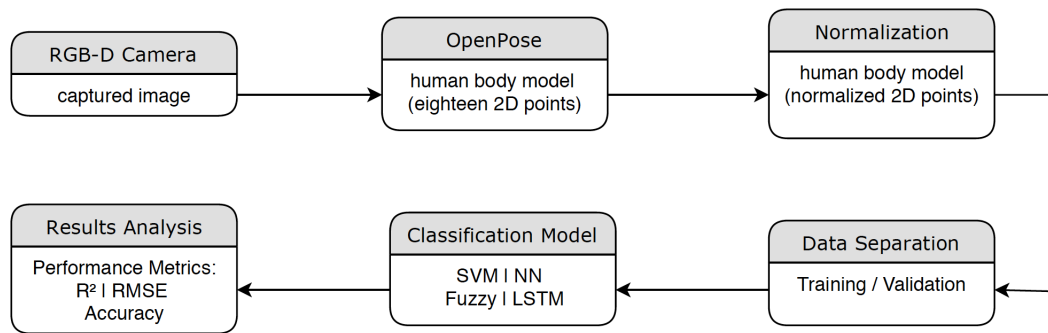 RGB-D Camera
captured image
OpenPose
human body model
(eighteen 2D points)
Normalization
human body model
(normalized 2D points)
Data Separation
Training / Validation
Classification Model
SVM | NN
Fuzzy | LSTM
Results Analysis
Performance Metrics:
R² | RMSE
Accuracy